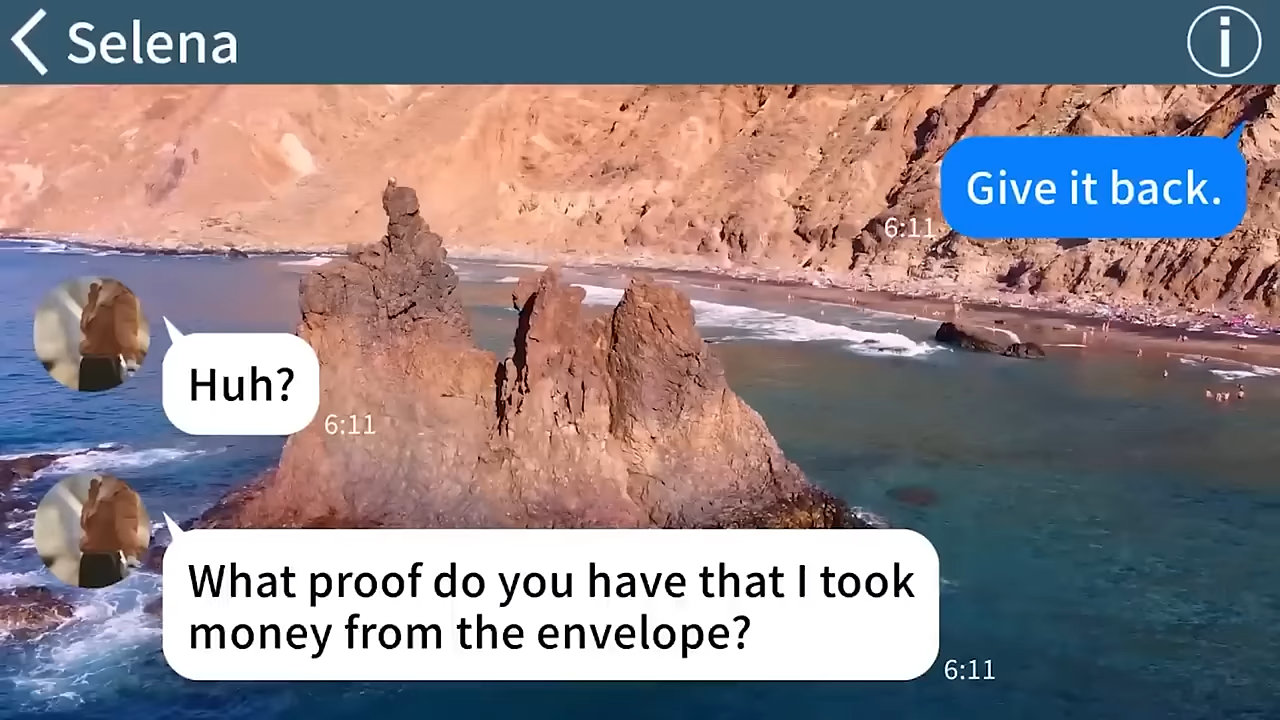 Selena
Give it back.
6:11
Huh?
6:11
What proof do you have that I took
money from the envelope?
6:11